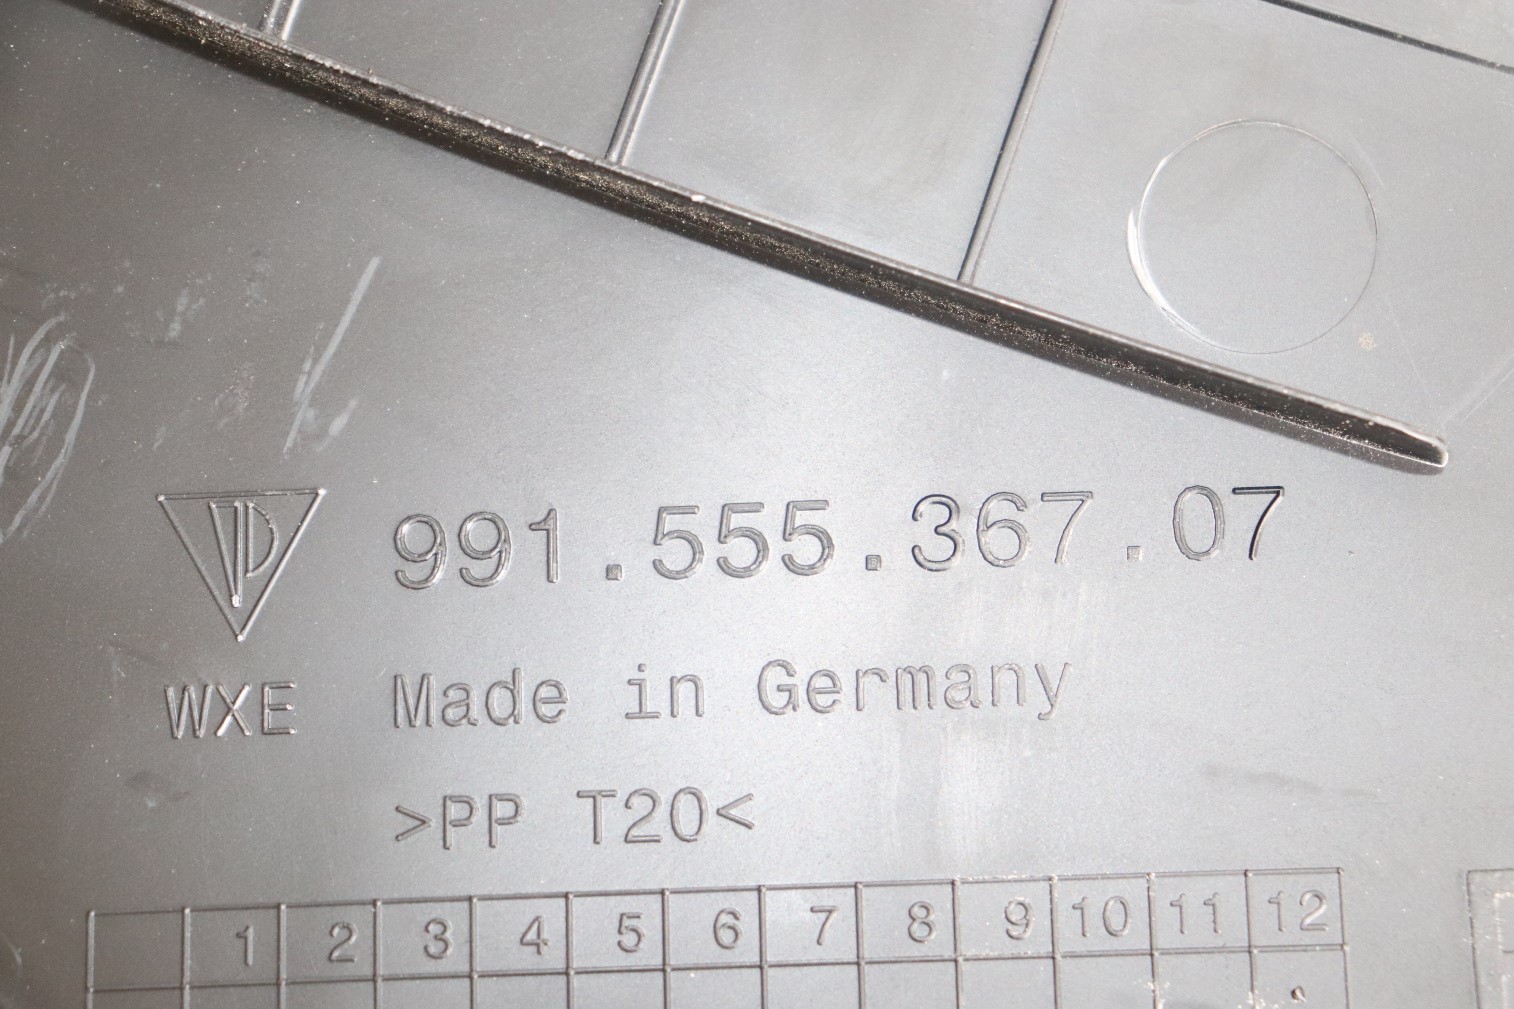 991.555.367.07
WXE Made in Germany
>PP T20<
1 2 3 4 5 6 7 8 9 10 11 12